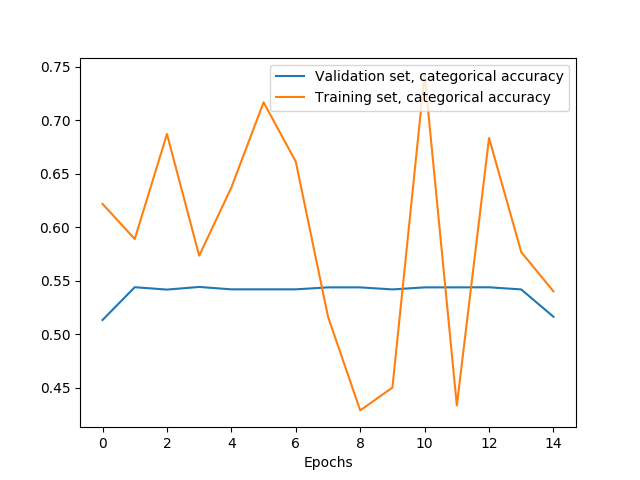 0.75
0.70
0.65
0.60
0.55
0.50
0.45
Validation set, categorical accuracy
Training set, categorical accuracy
0 2 4 6 8 10 12 14
Epochs